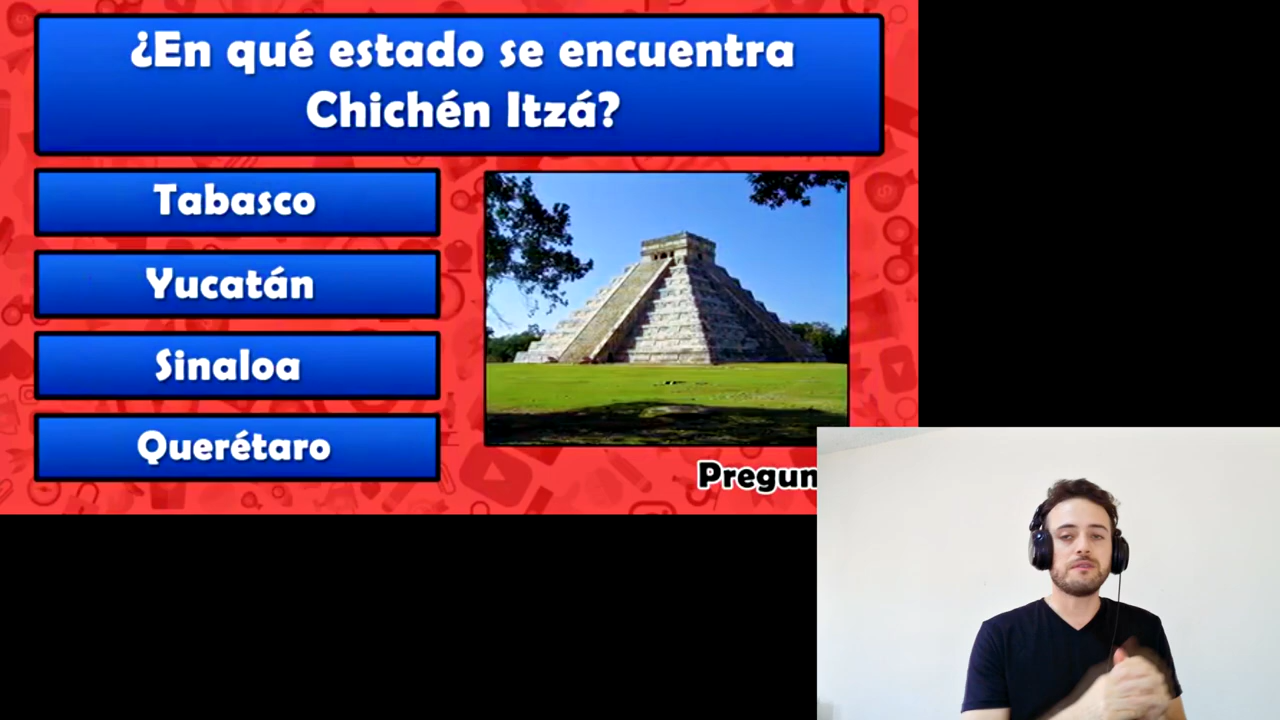 ¿En qué estado se encuentra
Chichén Itzá?
Tabasco
Yucatán
Sinaloa
Querétaro